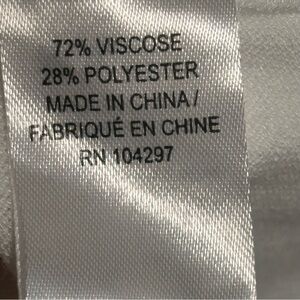 72% VISCOSE
28% POLYESTER
MADE IN CHINA/
FABRIQUÉ EN CHINE
RN 104297